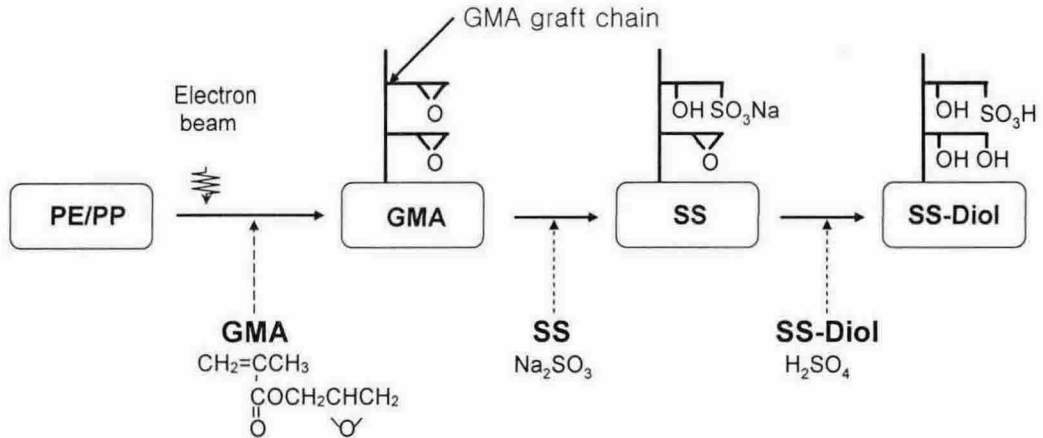 GMA graft chain
Electron
beam
O
O
OH SO₃Na
O
OH SO₃H
OH OH
PE/PP
GMA
SS
SS-Diol
GMA
CH₂=CCH₃
COCH₂CHCH₂
O
O
SS
Na₂SO₃
SS-Diol
H₂SO₄